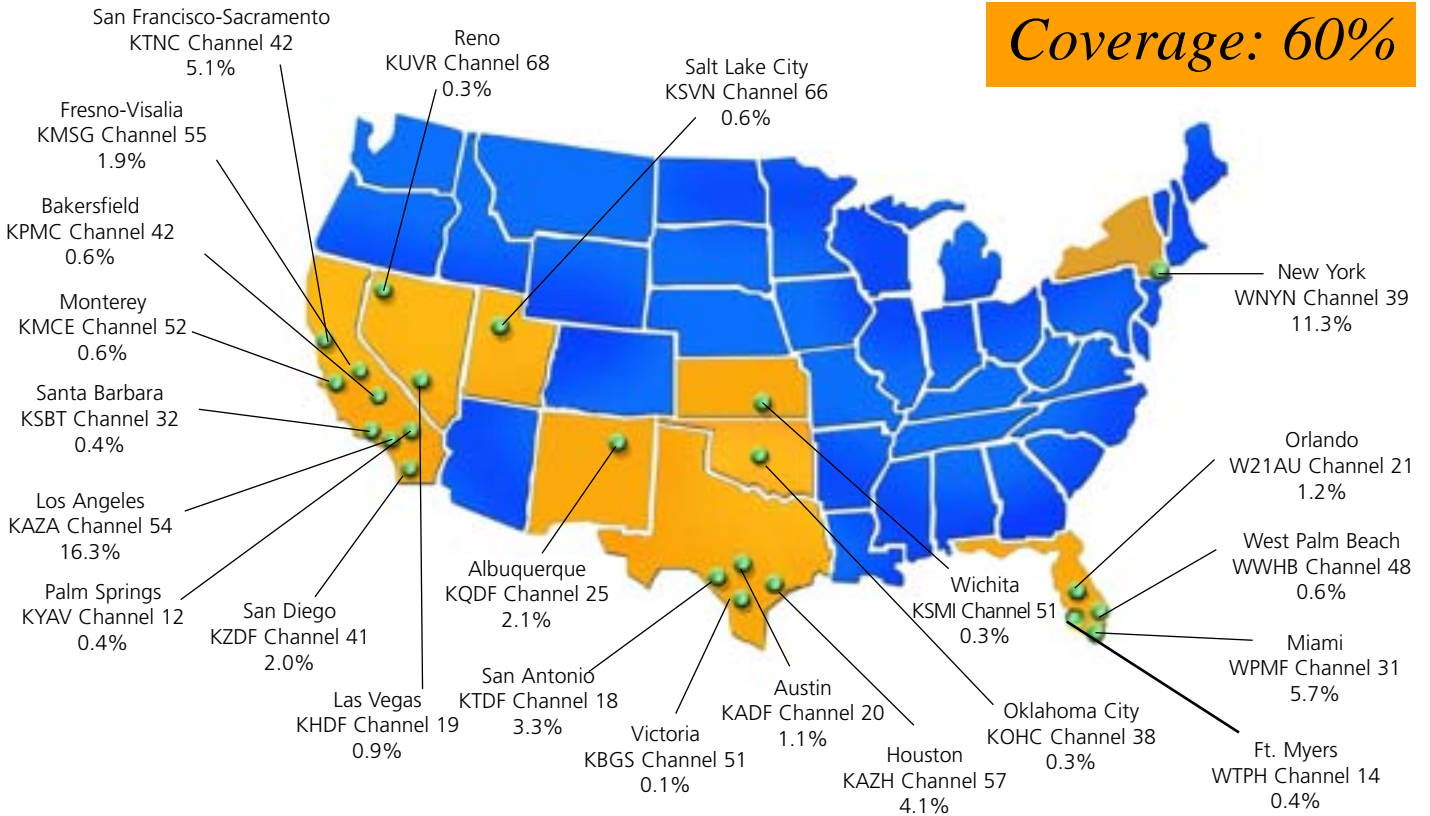 Coverage: 60%
San Francisco-Sacramento
KTNC Channel 42
5.1%
Reno
KUVR Channel 68
0.3%
Salt Lake City
KSVN Channel 66
0.6%
Fresno-Visalia
KMSG Channel 55
1.9%
Bakersfield
KPMC Channel 42
0.6%
Monterey
KMCE Channel 52
0.6%
Santa Barbara
KSBT Channel 32
0.4%
Los Angeles
KAZA Channel 54
16.3%
Palm Springs
KYAV Channel 12
0.4%
San Diego
KZDF Channel 41
2.0%
Las Vegas
KHDF Channel 19
0.9%
Albuquerque
KQDF Channel 25
2.1%
San Antonio
KTDF Channel 18
3.3%
Victoria
KBGS Channel 51
0.1%
Austin
KADF Channel 20
1.1%
Houston
KAZH Channel 57
4.1%
Wichita
KSMI Channel 51
0.3%
Oklahoma City
KOHC Channel 38
0.3%
New York
WNYN Channel 39
11.3%
Orlando
W21AU Channel 21
1.2%
West Palm Beach
WWHB Channel 48
0.6%
Miami
WPMF Channel 31
5.7%
Ft. Myers
WTPH Channel 14
0.4%